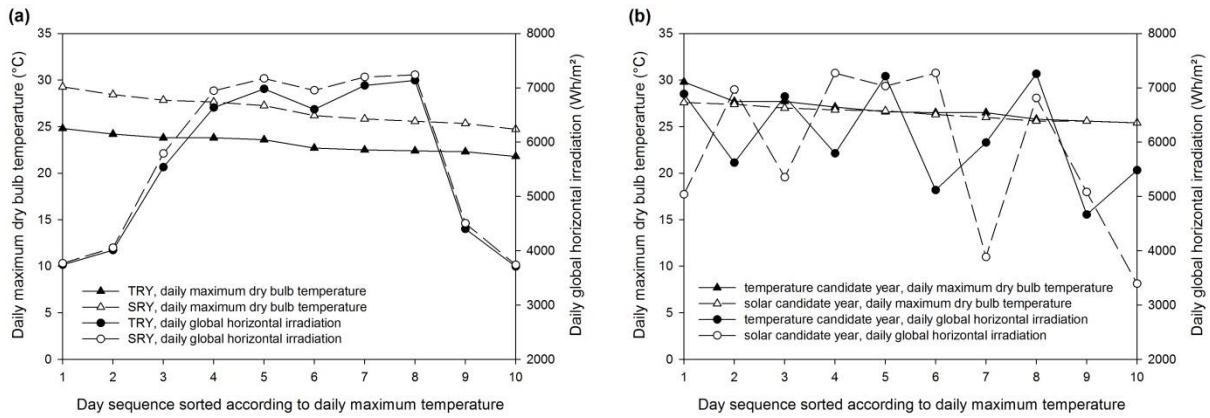 (a)
Daily maximum dry bulb temperarture (°C)
35
30
25
20
15
10
5
0
TRY, daily maximum dry bulb temperature
SRY, daily maximum dry bulb temperature
TRY, daily global horizontal irradiation
SRY, daily global horizontal irradiation
8000
7000
6000
5000
4000
3000
2000
Daily global horizontal irradiation (Wh/m²)
1 2 3 4 5 6 7 8 9 10
Day sequence sorted according to daily maximum temperature
(b)
Daily maximum dry bulb temperature (°C)
35
30
25
20
15
10
5
0
temperature candidate year, daily maximum dry bulb temperature
solar candidate year, daily maximum dry bulb temperature
temperature candidate year, daily global horizontal irradiation
solar candidate year, daily global horizontal irradiation
8000
7000
6000
5000
4000
3000
2000
Daily global horizontal irradiation (Wh/m²)
1 2 3 4 5 6 7 8 9 10
Day sequence sorted according to daily maximum temperature